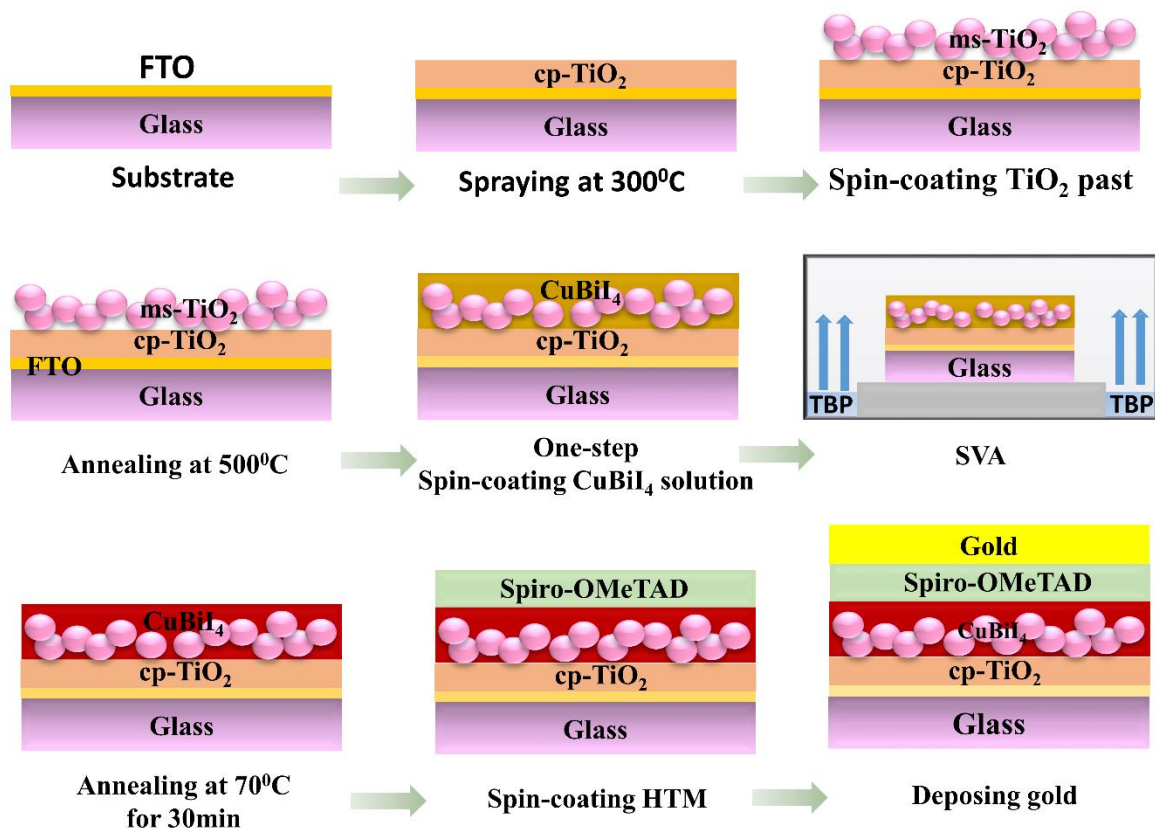 FTO
Glass
Substrate
cp-TiO₂
Glass
Spraying at 300⁰C
ms-TiO₂
cp-TiO₂
Glass
Spin-coating TiO₂ past
ms-TiO₂
cp-TiO₂
FTO
Glass
Annealing at 500⁰C
CuBiI₄
cp-TiO₂
Glass
One-step
Spin-coating CuBiI₄ solution
Glass
TBP
TBP
SVA
CuBiI₄
cp-TiO₂
Glass
Annealing at 70⁰C
for 30min
Spiro-OMeTAD
cp-TiO₂
Glass
Spin-coating HTM
Gold
Spiro-OMeTAD
CuBiI₄
cp-TiO₂
Glass
Deposing gold